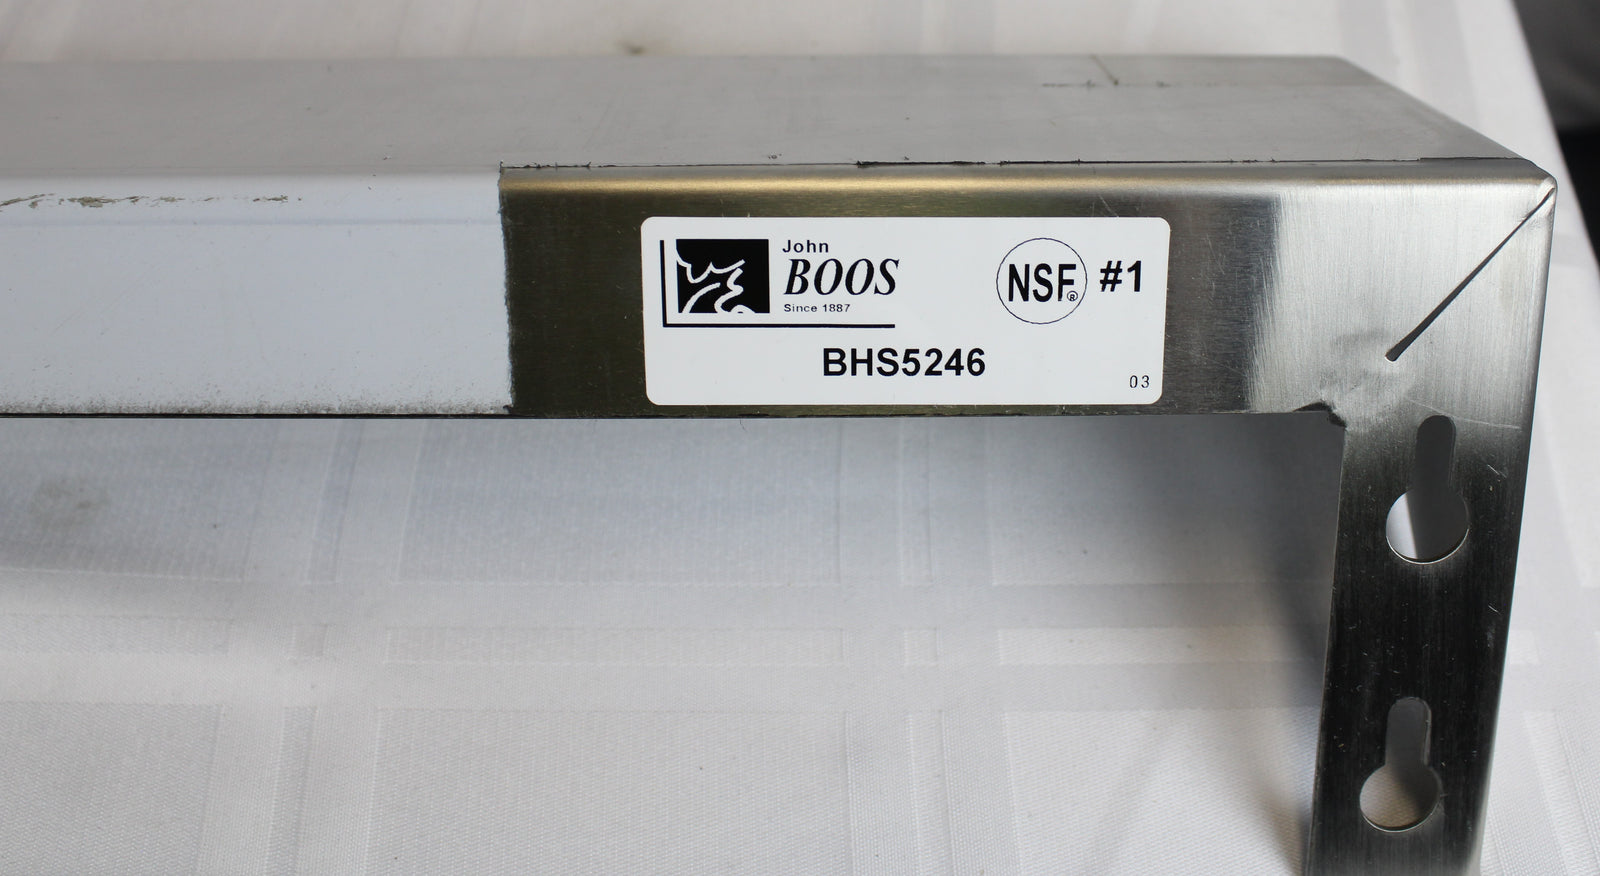 John
BOOS
Since 1887
NSF® #1
BHS5246
03